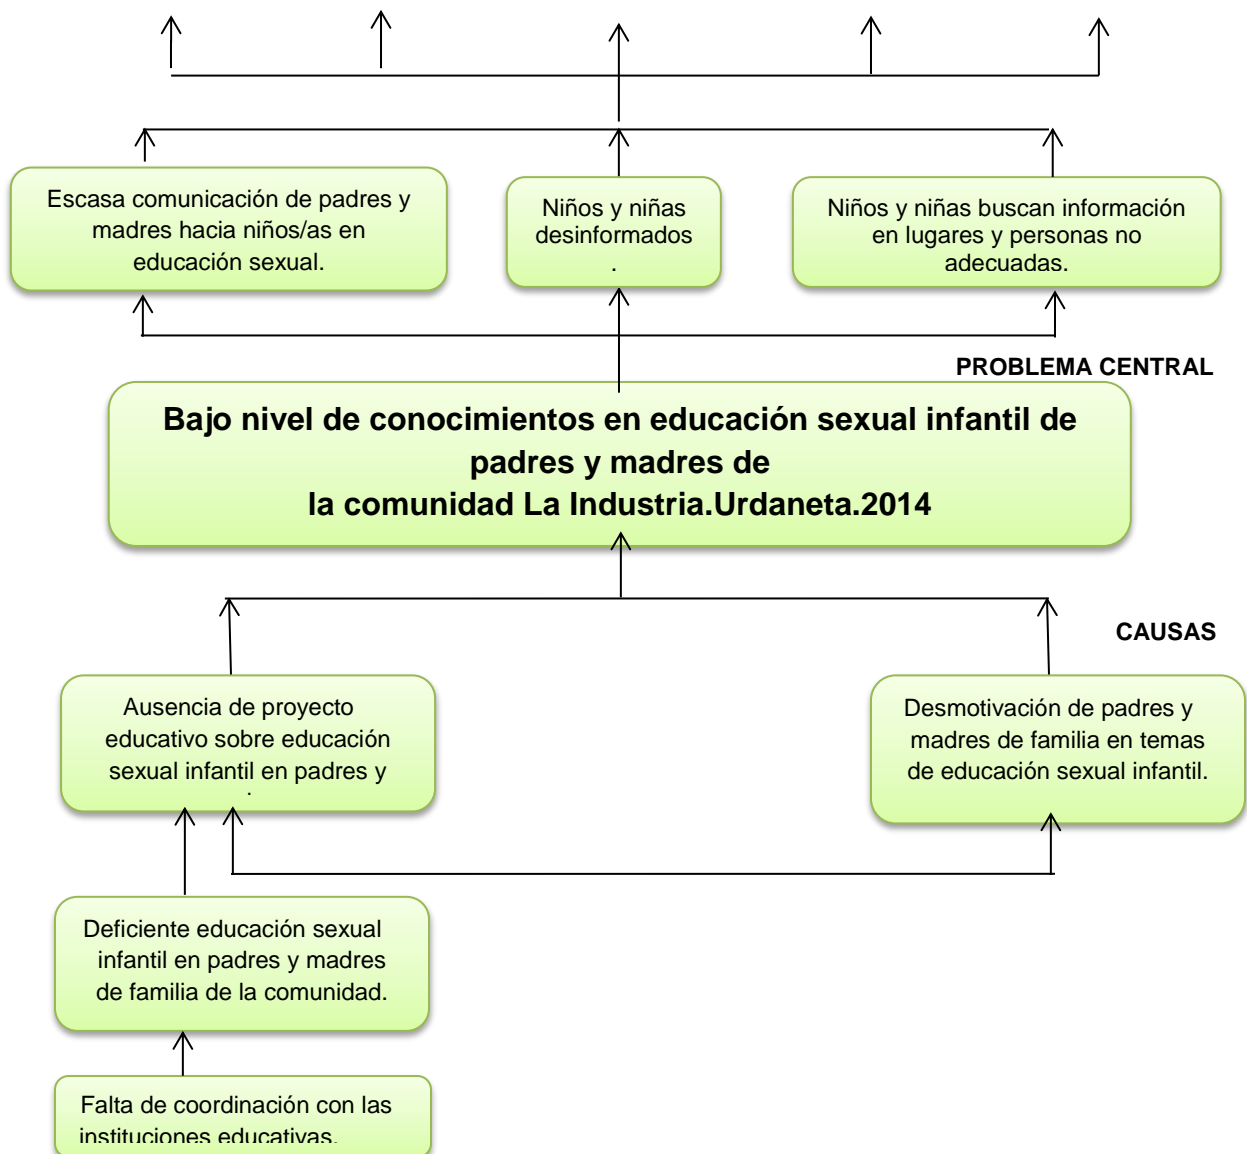 Escasa comunicación de padres y
madres hacia niños/as en
educación sexual.
Niños y niñas
desinformados
.
Niños y niñas buscan información
en lugares y personas no
adecuadas.
PROBLEMA CENTRAL
Bajo nivel de conocimientos en educación sexual infantil de
padres y madres de
la comunidad La Industria.Urdaneta.2014
CAUSAS
Ausencia de proyecto
educativo sobre educación
sexual infantil en padres y
Desmotivación de padres y
madres de familia en temas
de educación sexual infantil.
Deficiente educación sexual
infantil en padres y madres
de familia de la comunidad.
Falta de coordinación con las
instituciones educativas.